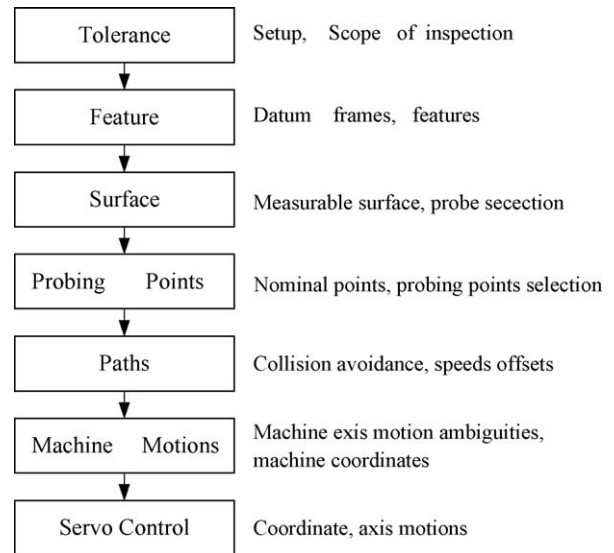 Tolerance
Setup, Scope of inspection
Feature
Datum frames, features
Surface
Measurable surface, probe secection
Probing Points
Nominal points, probing points selection
Paths
Collision avoidance, speeds offsets
Machine Motions
Machine exis motion ambiguities,
machine coordinates
Servo Control
Coordinate, axis motions